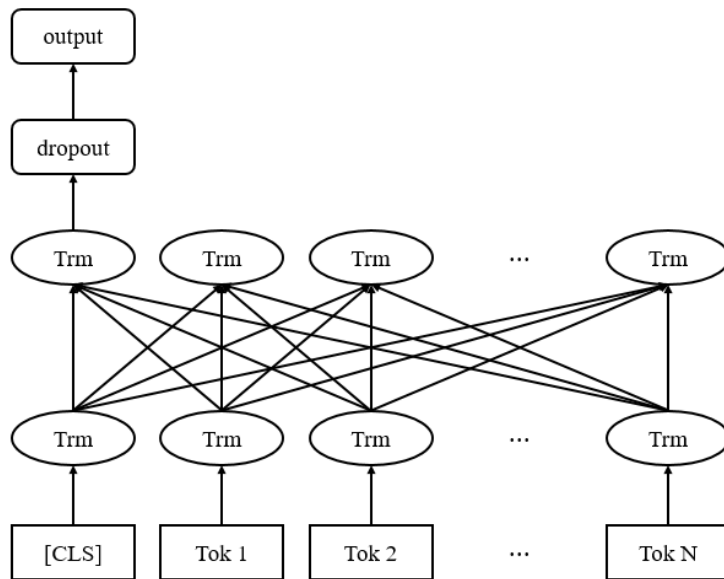 output
dropout
Trm Trm Trm ... Trm
Trm Trm Trm ... Trm
[CLS] Tok 1 Tok 2 ... Tok N